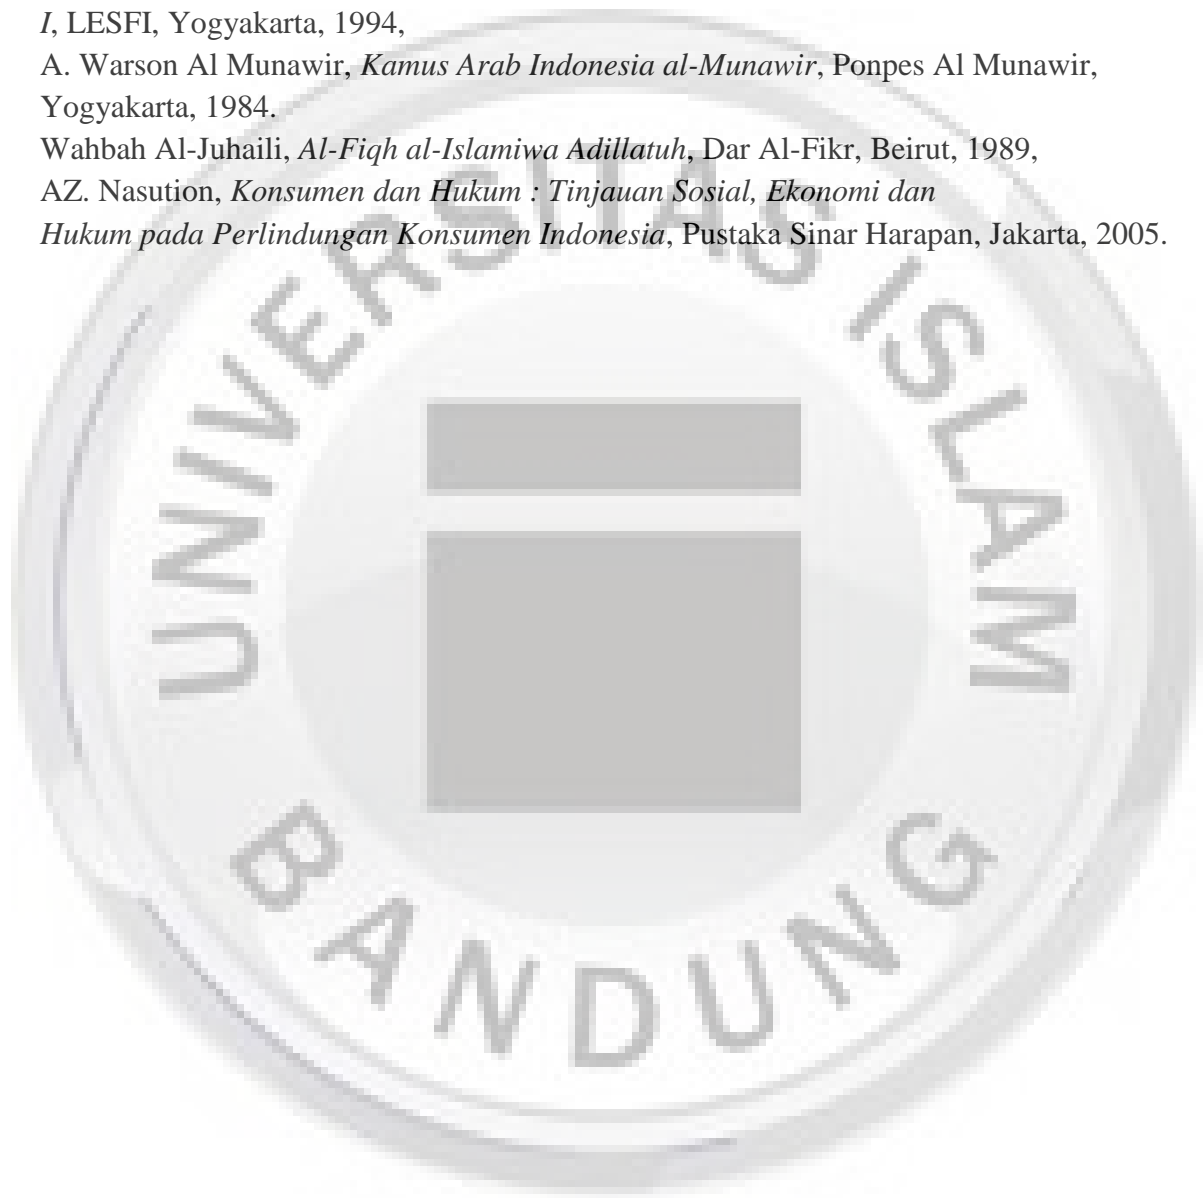 I, LESFI, Yogyakarta, 1994,
A. Warson Al Munawir, Kamus Arab Indonesia al-Munawir, Ponpes Al Munawir,
Yogyakarta, 1984.
Wahbah Al-Juhaili, Al-Fiqh al-Islamiwa Adillatuh, Dar Al-Fikr, Beirut, 1989,
AZ. Nasution, Konsumen dan Hukum : Tinjauan Sosial, Ekonomi dan
Hukum pada Perlindungan Konsumen Indonesia, Pustaka Sinar Harapan, Jakarta, 2005.
UNIVERSITAS ISLAM
BANDUNG